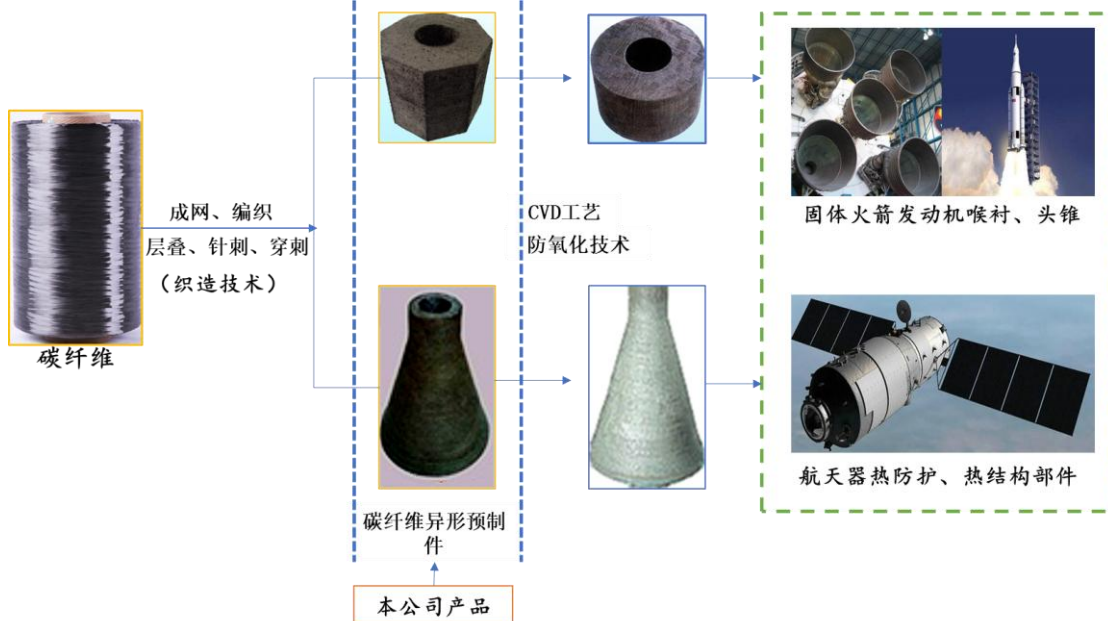 成网、编织
层叠、针刺、穿刺
（织造技术）
碳纤维
CVD工艺
防氧化技术
固体火箭发动机喉衬、头锥
航天器热防护、热结构部件
碳纤维异形预制
件
本公司产品